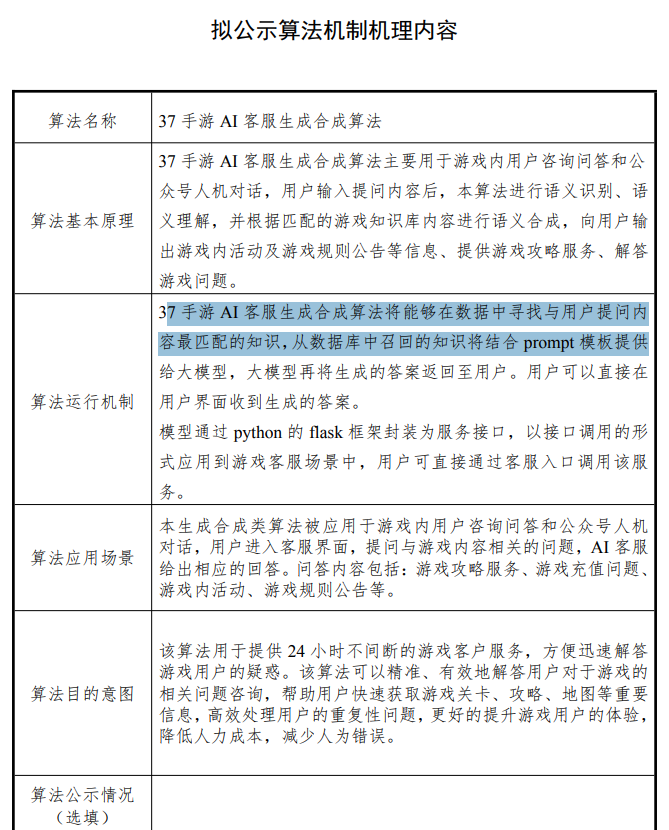 拟公示算法机制机理内容
算法名称
37 手游 AI 客服生成合成算法
算法基本原理
37 手游 AI 客服生成合成算法主要用于游戏内用户咨询问答和公
众号人机对话，用户输入提问内容后，本算法进行语义识别、语
义理解，并根据匹配的游戏知识库内容进行语义合成，向用户输
出游戏内活动及游戏规则公告等信息、提供游戏攻略服务、解答
游戏问题。
算法运行机制
37 手游 AI 客服生成合成算法将能够在数据中寻找与用户提问内
容最匹配的知识，从数据库中召回的知识将结合 prompt 模板提供
给大模型，大模型再将生成的答案返回至用户。用户可以直接在
用户界面收到生成的答案。
模型通过 python 的 flask 框架封装为服务接口，以接口调用的形
式应用到游戏客服场景中，用户可直接通过客服入口调用该服
务。
算法应用场景
本生成合成类算法被应用于游戏内用户咨询问答和公众号人机
对话，用户进入客服界面，提问与游戏内容相关的问题，AI 客服
给出相应的回答。问答内容包括：游戏攻略服务、游戏充值问题、
游戏内活动、游戏规则公告等。
算法目的意图
该算法用于提供 24 小时不间断的游戏客户服务，方便迅速解答
游戏用户的疑惑。该算法可以精准、有效地解答用户对于游戏的
相关问题咨询，帮助用户快速获取游戏关卡、攻略、地图等重要
信息，高效处理用户的重复性问题，更好的提升游戏用户的体验，
降低人力成本，减少人为错误。
算法公示情况
（选填）